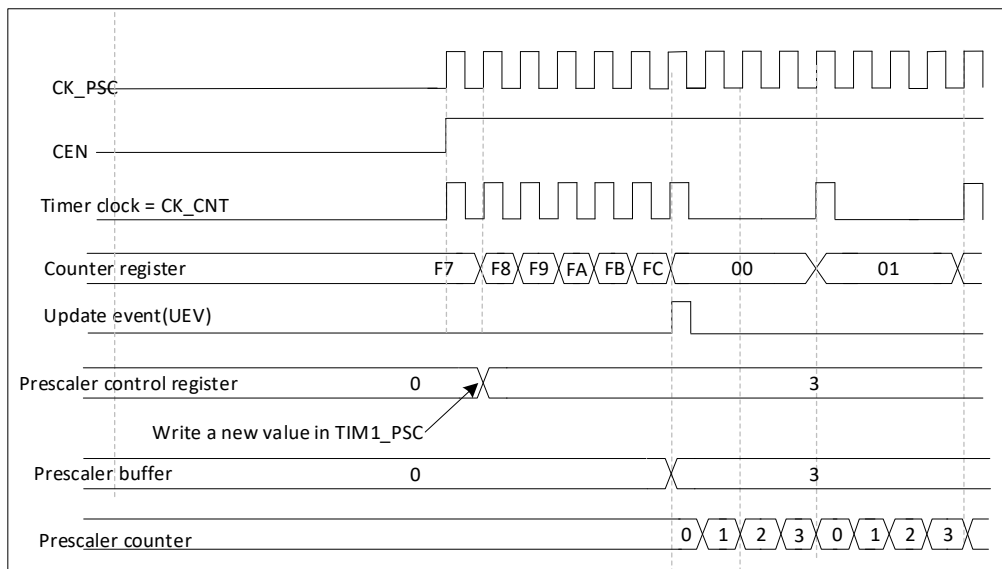 CK_PSC
CEN
Timer clock = CK_CNT
Counter register F7 F8 F9 FA FB FC 00 01
Update event(UEV)
Prescaler control register 0 3
Write a new value in TIM1_PSC
Prescaler buffer 0 3
Prescaler counter 0 1 2 3 0 1 2 3